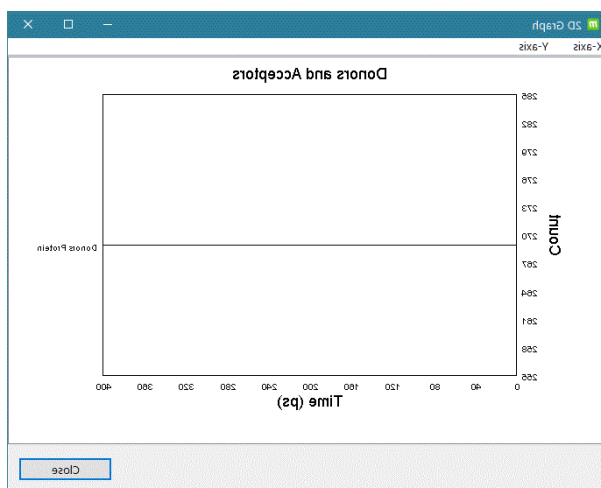 2D Graph
X-axis Y-axis
Donors and Acceptors
285
282
279
276
273
270
267
264
261
258
255
Count
Donors Protein
0 40 80 120 160 200 240 280 320 360 400
Time (ps)
Close